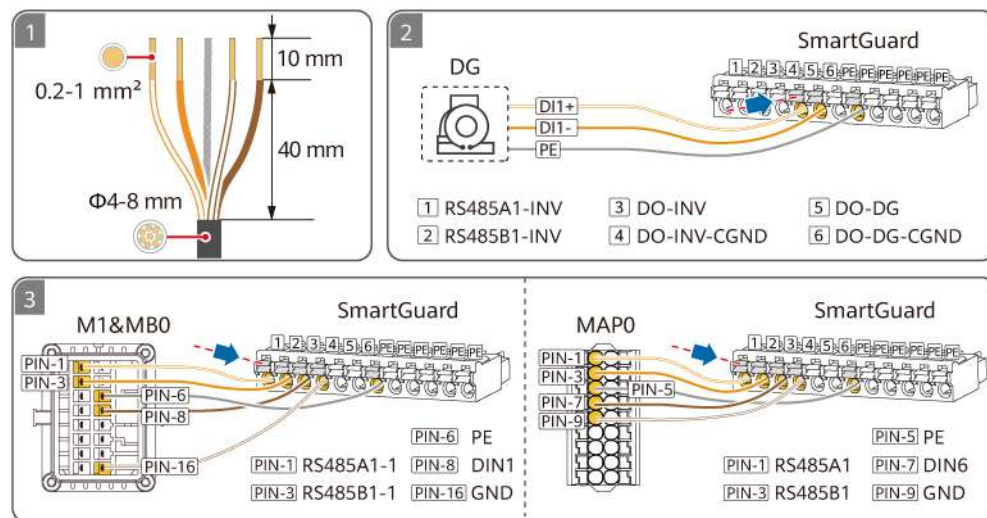 1
10 mm
0.2-1 mm²
40 mm
Φ4-8 mm
2
SmartGuard
DG
1 2 3 4 5 6 PE PE PE PE PE
DI1+
DI1-
PE
1 RS485A1-INV 3 DO-INV 5 DO-DG
2 RS485B1-INV 4 DO-INV-CGND 6 DO-DG-CGND
3
SmartGuard
M1&MB0
1 2 3 4 5 6 PE PE PE PE PE
PIN-1
PIN-3
PIN-6
PIN-8
PIN-16
PIN-6 PE
PIN-1 RS485A1-1 PIN-8 DIN1
PIN-3 RS485B1-1 PIN-16 GND
SmartGuard
MAP0
1 2 3 4 5 6 PE PE PE PE PE
PIN-1
PIN-3
PIN-5
PIN-7
PIN-9
PIN-5 PE
PIN-1 RS485A1 PIN-7 DIN6
PIN-3 RS485B1 PIN-9 GND